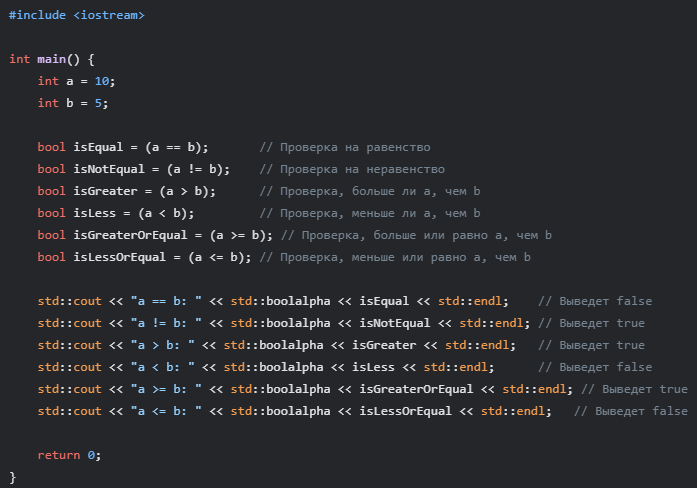 #include <iostream>
int main() {
    int a = 10;
    int b = 5;
    bool isEqual = (a == b);       // Проверка на равенство
    bool isNotEqual = (a != b);    // Проверка на неравенство
    bool isGreater = (a > b);      // Проверка, больше ли a, чем b
    bool isLess = (a < b);         // Проверка, меньше ли a, чем b
    bool isGreaterOrEqual = (a >= b); // Проверка, больше или равно a, чем b
    bool isLessOrEqual = (a <= b); // Проверка, меньше или равно a, чем b
    std::cout << "a == b: " << std::boolalpha << isEqual << std::endl;    // Выведет false
    std::cout << "a != b: " << std::boolalpha << isNotEqual << std::endl; // Выведет true
    std::cout << "a > b: " << std::boolalpha << isGreater << std::endl;   // Выведет true
    std::cout << "a < b: " << std::boolalpha << isLess << std::endl;      // Выведет false
    std::cout << "a >= b: " << std::boolalpha << isGreaterOrEqual << std::endl; // Выведет true
    std::cout << "a <= b: " << std::boolalpha << isLessOrEqual << std::endl;   // Выведет false
    return 0;
}